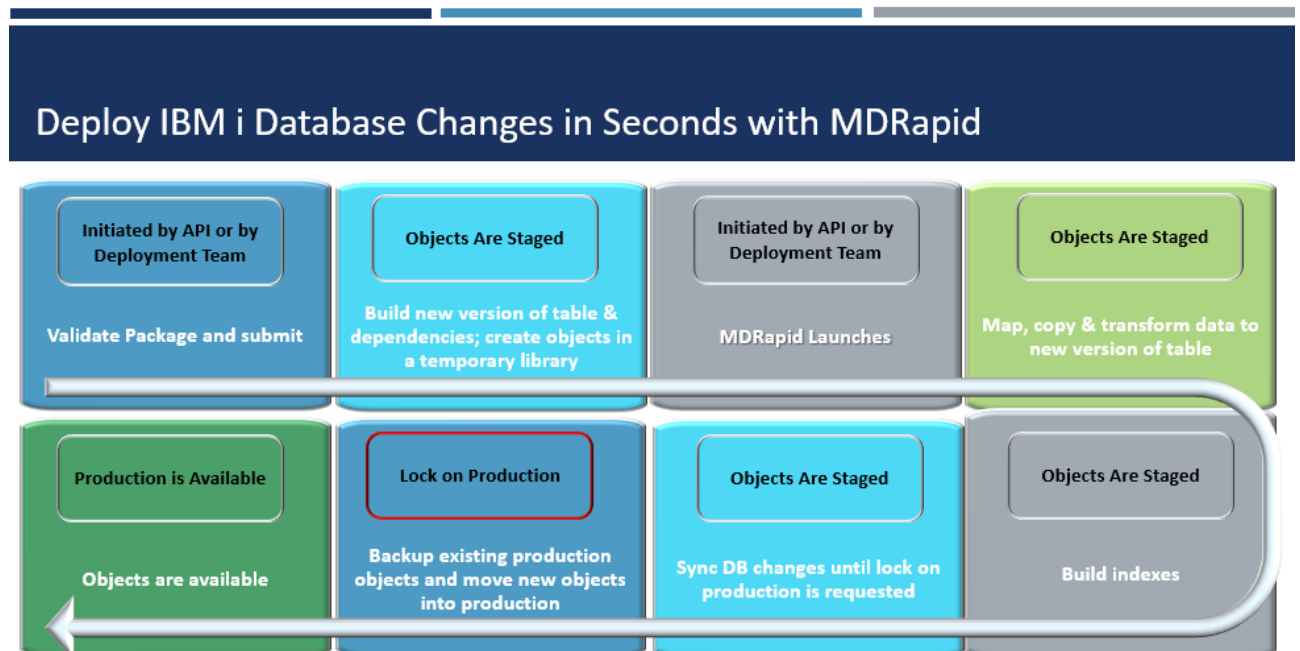 Deploy IBM i Database Changes in Seconds with MDRapid
Initiated by API or by
Deployment Team
Validate Package and submit
Objects Are Staged
Build new version of table &
dependencies; create objects in
a temporary library
Initiated by API or by
Deployment Team
MDRapid Launches
Objects Are Staged
Map, copy & transform data to
new version of table
Objects Are Staged
Build indexes
Objects Are Staged
Sync DB changes until lock on
production is requested
Lock on Production
Backup existing production
objects and move new objects
into production
Production is Available
Objects are available